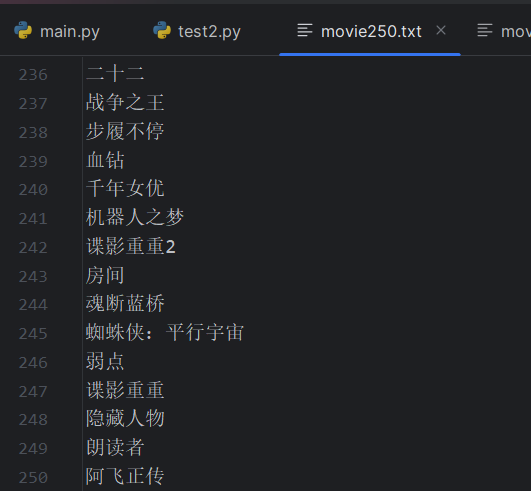 main.py test2.py movie250.txt mov
236 二十二
237 战争之王
238 步履不停
239 血钻
240 千年女优
241 机器人之梦
242 谍影重重2
243 房间
244 魂断蓝桥
245 蜘蛛侠：平行宇宙
246 弱点
247 谍影重重
248 隐藏人物
249 朗读者
250 阿飞正传